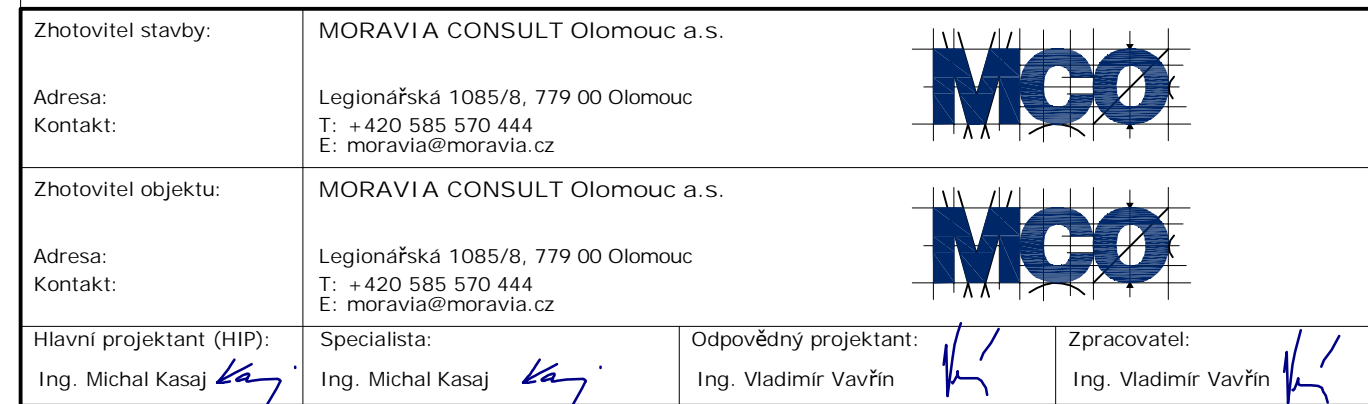 Zhotovitel stavby: MORAVIA CONSULT Olomouc a.s.
MCO
Adresa: Legionářská 1085/8, 779 00 Olomouc
Kontakt: T: +420 585 570 444
E: moravia@moravia.cz
Zhotovitel objektu: MORAVIA CONSULT Olomouc a.s.
MCO
Adresa: Legionářská 1085/8, 779 00 Olomouc
Kontakt: T: +420 585 570 444
E: moravia@moravia.cz
Hlavní projektant (HIP): Specialista: Odpovědný projektant: Zpracovatel:
Ing. Michal Kasaj Ing. Michal Kasaj Ing. Vladimír Vavřín Ing. Vladimír Vavřín